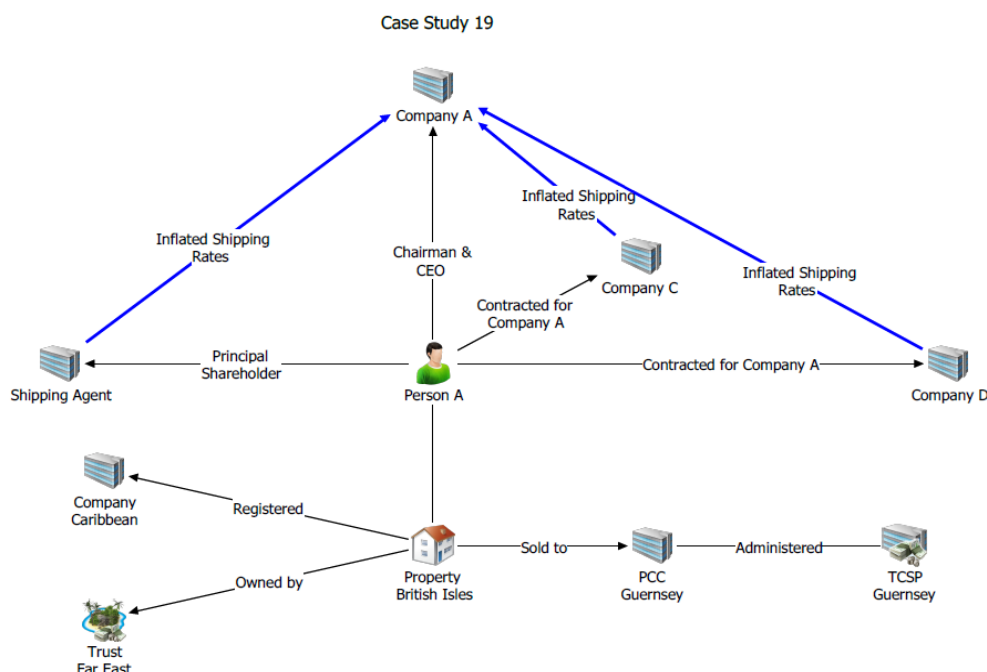 Case Study 19
Company A
Inflated Shipping
Rates
Inflated Shipping
Rates
Chairman &
CEO
Inflated Shipping
Rates
Company C
Contracted for
Company A
Principal
Shareholder
Contracted for Company A
Shipping Agent
Person A
Company D
Company
Caribbean
Registered
Sold to
Administered
Property
British Isles
PCC
Guernsey
TCSP
Guernsey
Owned by
Trust
Far East